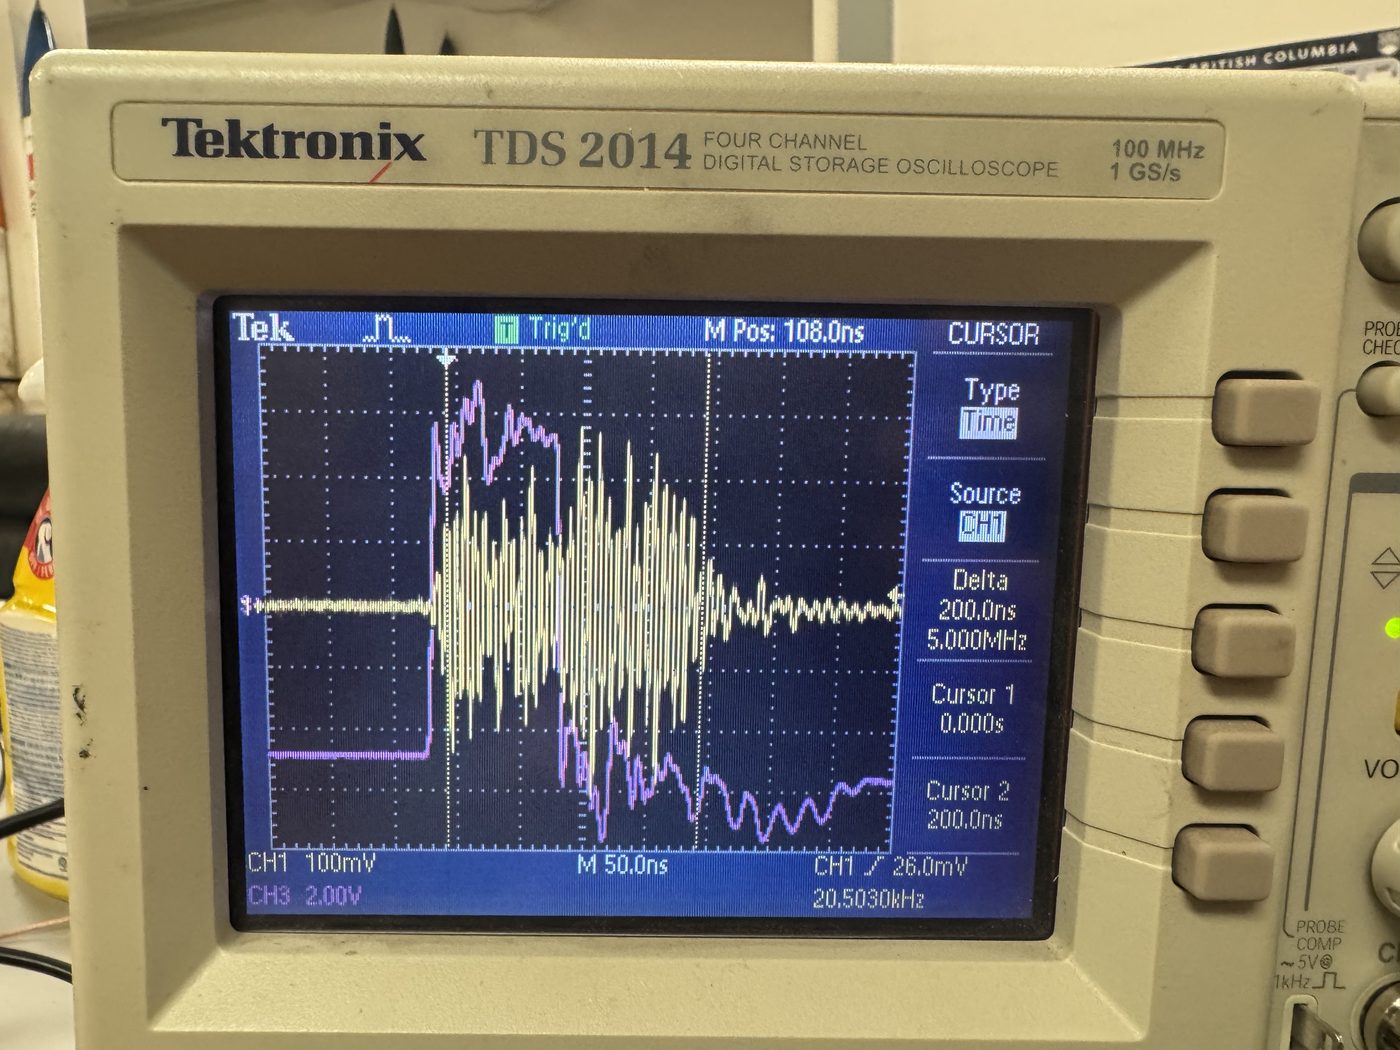 BRITISH COLUMBIA
Tektronix TDS 2014 FOUR CHANNEL
DIGITAL STORAGE OSCILLOSCOPE
100 MHz
1 GS/s
Tek T Trig'd M Pos: 108.0ns CURSOR
Type
Time
Source
CH1
Delta
200.0ns
5.000MHz
Cursor 1
0.000s
Cursor 2
200.0ns
CH1 100mV M 50.0ns CH1 26.0mV
CH3 2.00V 20.5030kHz
PROBE
COMP
~5V
1kHz